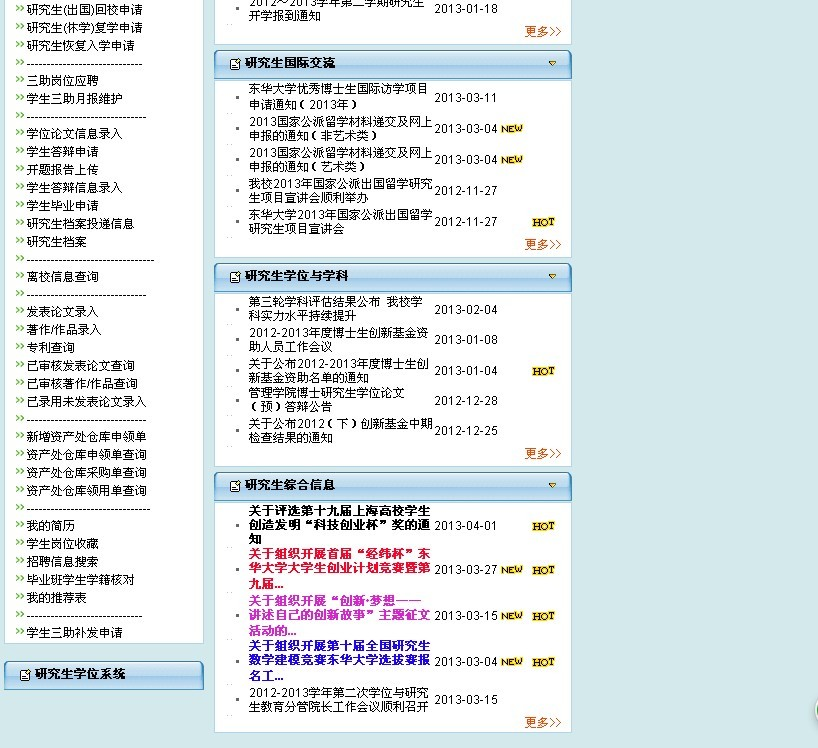 研究生(出国)回校申请
研究生(休学)复学申请
研究生恢复入学申请
-----------------------------
三助岗位应聘
学生三助月报维护
------------------------------
学位论文信息录入
学生答辩申请
开题报告上传
学生答辩信息录入
学生毕业申请
研究生档案投递信息
研究生档案
--------------------------------
离校信息查询
------------------------------
发表论文录入
著作/作品录入
专利查询
已审核发表论文查询
已审核著作/作品查询
已录用未发表论文录入
------------------------------
新增资产处仓库申领单
资产处仓库申领单查询
资产处仓库采购单查询
资产处仓库领用单查询
-------------------------------
我的简历
学生岗位收藏
招聘信息搜索
毕业班学生学籍核对
我的推荐表
-----------------------------
学生三助补发申请
研究生学位系统
2012～2013学年第二学期研究生
开学报到通知 2013-01-18
更多>>
研究生国际交流
东华大学优秀博士生国际访学项目
申请通知（2013年） 2013-03-11
2013国家公派留学材料递交及网上
申报的通知（非艺术类） 2013-03-04 NEW
2013国家公派留学材料递交及网上
申报的通知（艺术类） 2013-03-04 NEW
我校2013年国家公派出国留学研究
生项目宣讲会顺利举办 2012-11-27
东华大学2013年国家公派出国留学
研究生项目宣讲会 2012-11-27 HOT
更多>>
研究生学位与学科
第三轮学科评估结果公布 我校学
科实力水平持续提升 2013-02-04
2012-2013年度博士生创新基金资
助人员工作会议 2013-01-08
关于公布2012-2013年度博士生创
新基金资助名单的通知 2013-01-04 HOT
管理学院博士研究生学位论文
（预）答辩公告 2012-12-28
关于公布2012（下）创新基金中期
检查结果的通知 2012-12-25
更多>>
研究生综合信息
关于评选第十九届上海高校学生
创造发明“科技创业杯”奖的通
知 2013-04-01 HOT
关于组织开展首届“经纬杯”东
华大学大学生创业计划竞赛暨第
九届... 2013-03-27 NEW HOT
关于组织开展“创新·梦想——
讲述自己的创新故事”主题征文
活动的... 2013-03-15 NEW HOT
关于组织开展第十届全国研究生
数学建模竞赛东华大学选拔赛报
名工... 2013-03-04 NEW HOT
2012-2013学年第二次学位与研究
生教育分管院长工作会议顺利召开 2013-03-15
更多>>